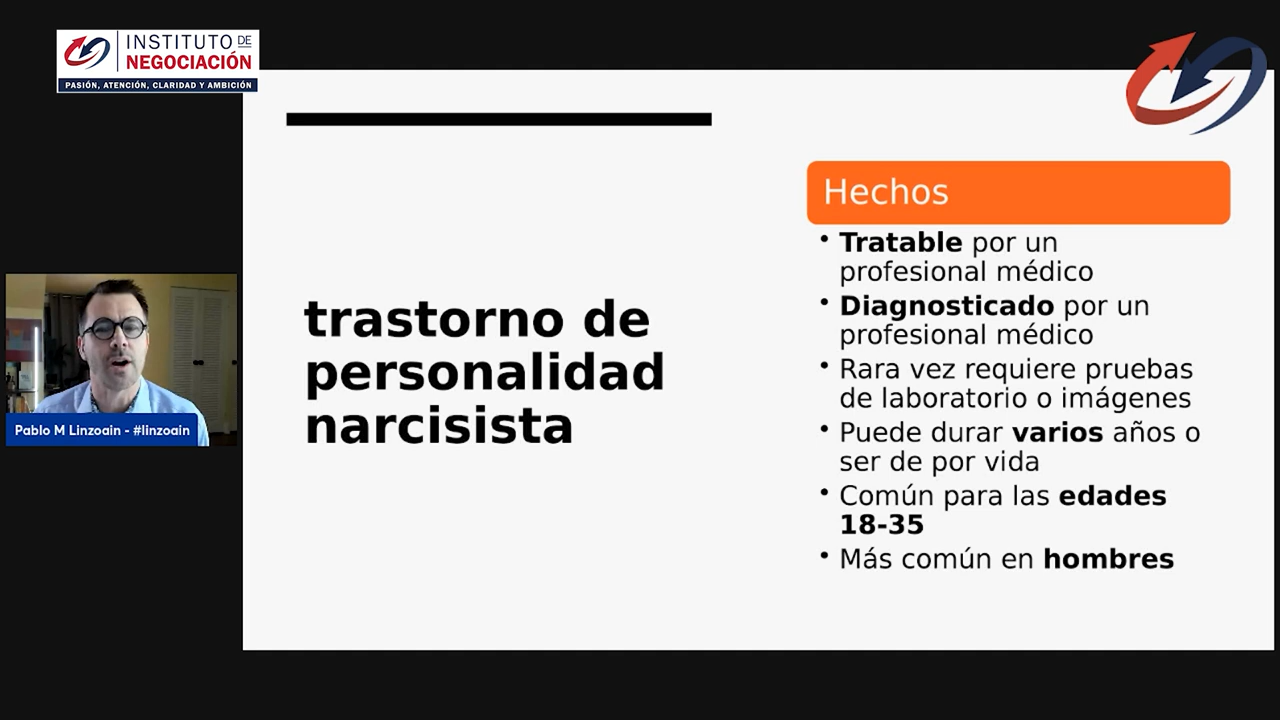 INSTITUTO DE
NEGOCIACIÓN
PASIÓN, ATENCIÓN, CLARIDAD Y AMBICIÓN
Pablo M Linzoain - #linzoain
trastorno de
personalidad
narcisista
Hechos
• Tratable por un
profesional médico
• Diagnosticado por un
profesional médico
• Rara vez requiere pruebas
de laboratorio o imágenes
• Puede durar varios años o
ser de por vida
• Común para las edades
18-35
• Más común en hombres